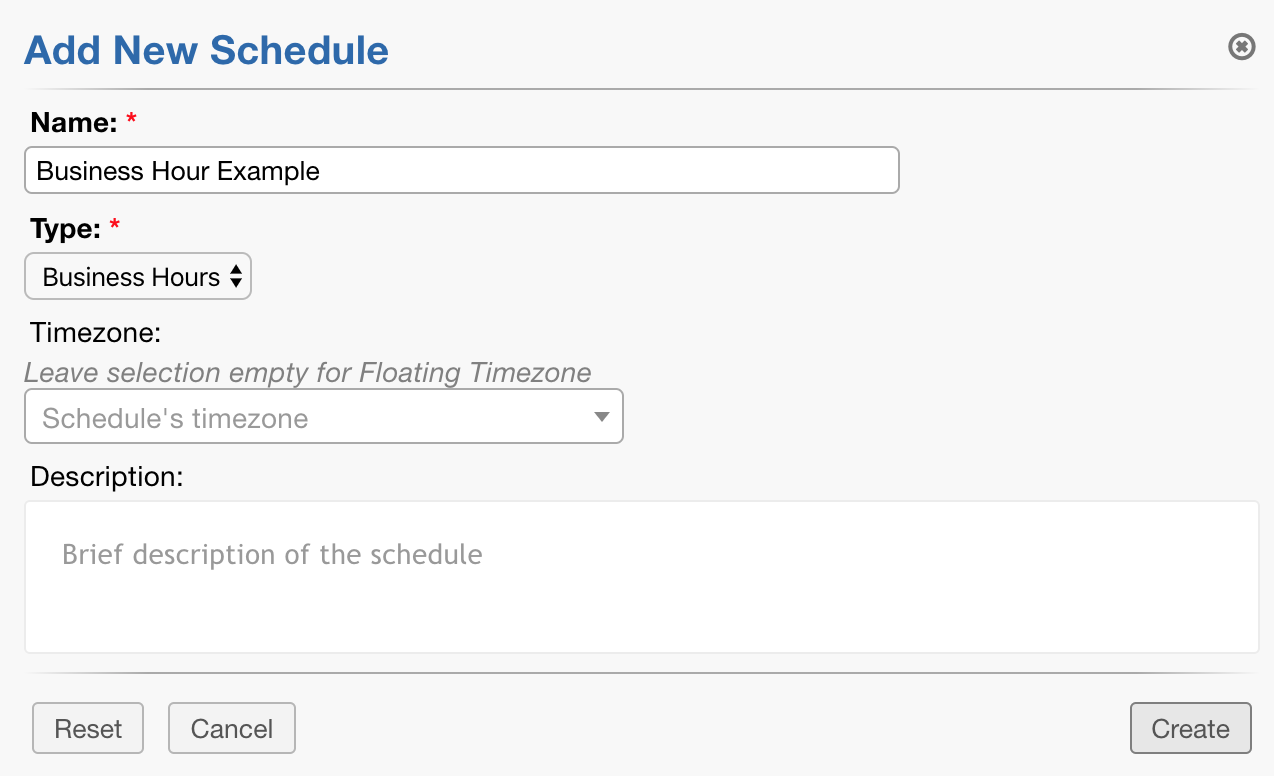 Add New Schedule
Name: *
Business Hour Example
Type: *
Business Hours
Timezone:
Leave selection empty for Floating Timezone
Schedule's timezone
Description:
Brief description of the schedule
Reset Cancel Create